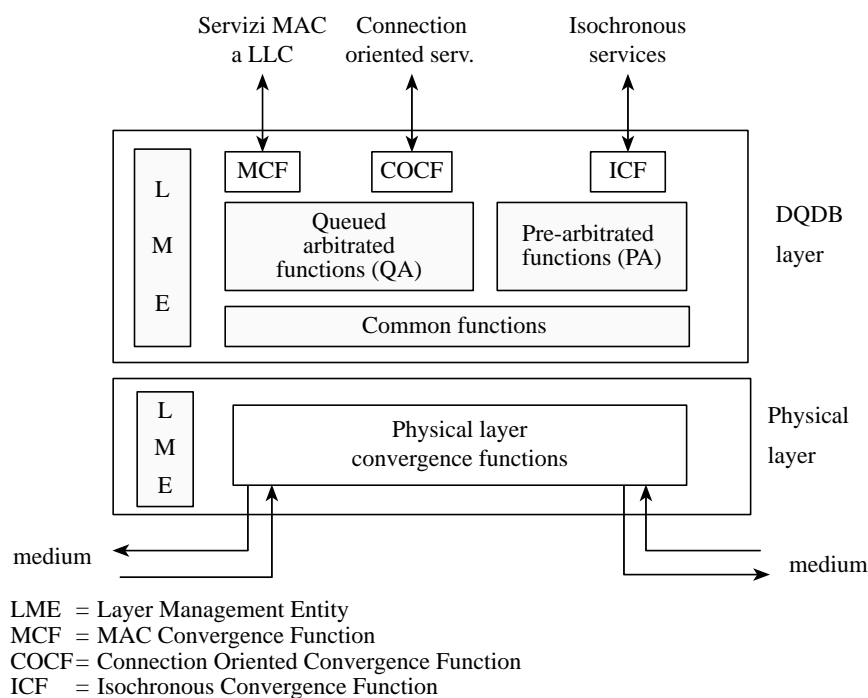 Servizi MAC
a LLC
Connection
oriented serv.
Isochronous
services
L
M
E
MCF
COCF
ICF
Queued
arbitrated
functions (QA)
Pre-arbitrated
functions (PA)
Common functions
DQDB
layer
L
M
E
Physical layer
convergence functions
Physical
layer
medium
medium
LME = Layer Management Entity
MCF = MAC Convergence Function
COCF= Connection Oriented Convergence Function
ICF = Isochronous Convergence Function